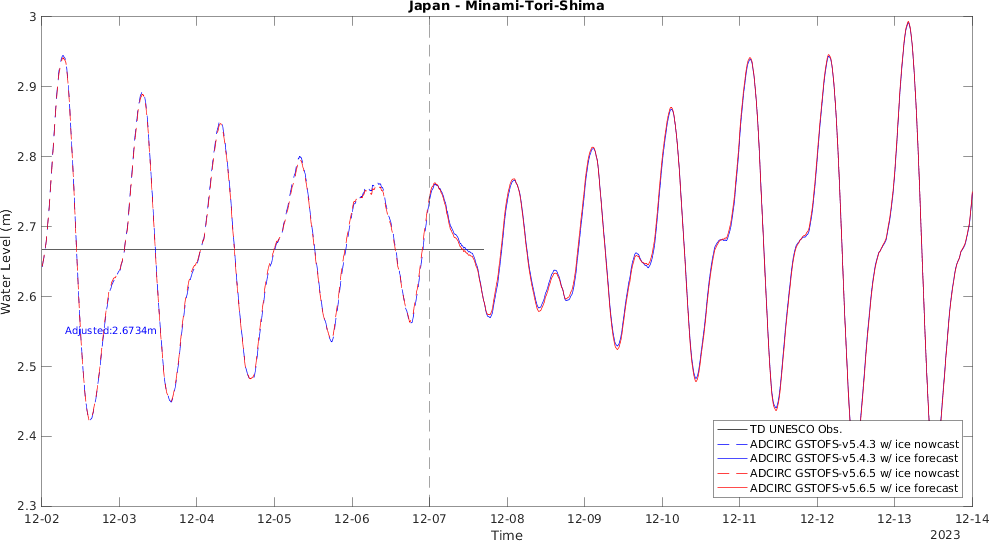 Japan - Minami-Tori-Shima
Water Level (m)
3
2.9
2.8
2.7
2.6
2.5
2.4
2.3
Adjusted:2.6734m
TD UNESCO Obs.
ADCIRC GSTOFS-v5.4.3 w/ ice nowcast
ADCIRC GSTOFS-v5.4.3 w/ ice forecast
ADCIRC GSTOFS-v5.6.5 w/ ice nowcast
ADCIRC GSTOFS-v5.6.5 w/ ice forecast
12-02 12-03 12-04 12-05 12-06 12-07 12-08 12-09 12-10 12-11 12-12 12-13 12-14
Time
2023